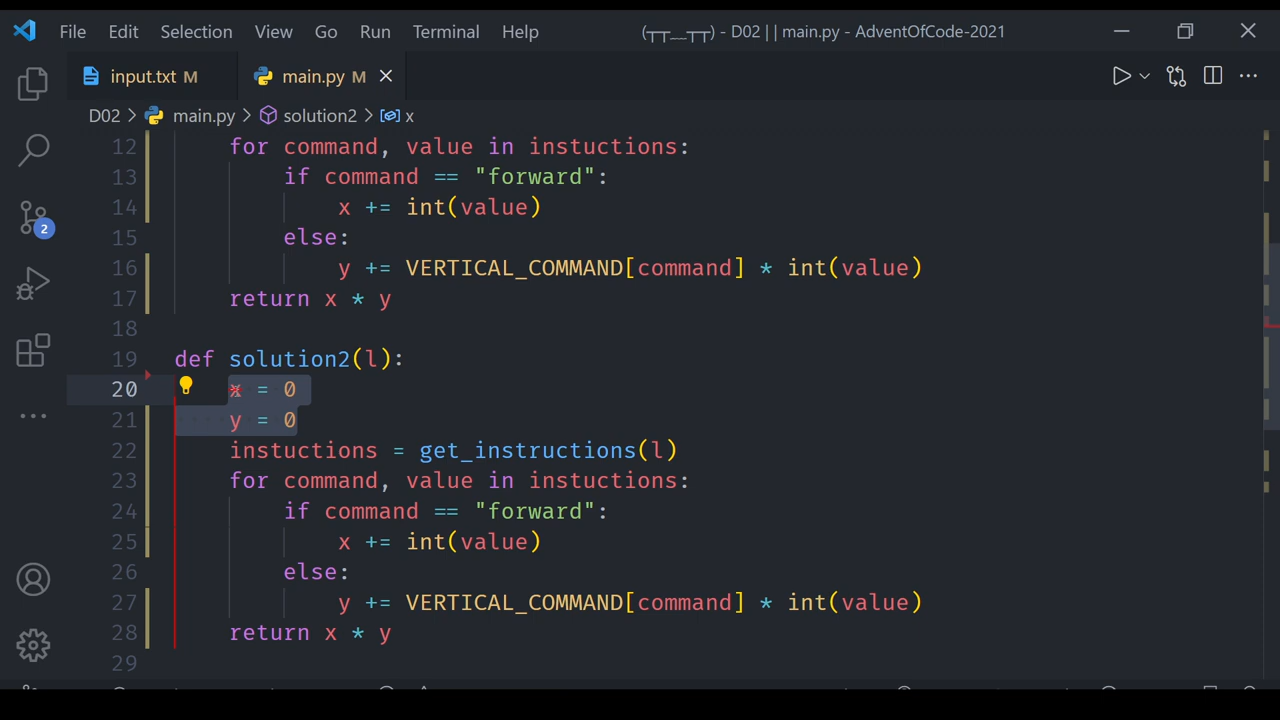 File Edit Selection View Go Run Terminal Help (┬┬__┬┬) - D02 | | main.py - AdventOfCode-2021
input.txt M main.py M
D02 > main.py > solution2 > x
12 for command, value in instuctions:
13 if command == "forward":
14 x += int(value)
15 else:
16 y += VERTICAL_COMMAND[command] * int(value)
17 return x * y
18
19 def solution2(l):
20 x = 0
21 y = 0
22 instuctions = get_instructions(l)
23 for command, value in instuctions:
24 if command == "forward":
25 x += int(value)
26 else:
27 y += VERTICAL_COMMAND[command] * int(value)
28 return x * y
29
2